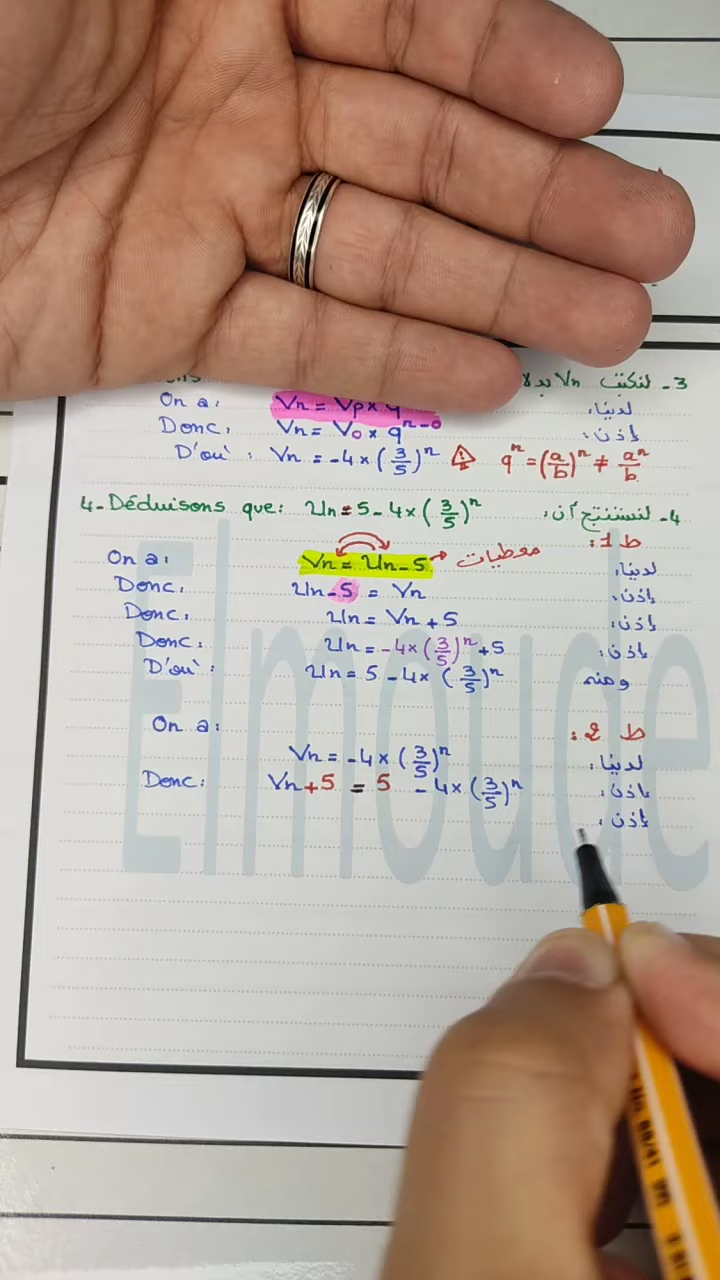 3- لنكتب Vn بدلا
On a: Vn = Vp × q لدينا:
Donc, Vn = V0 × q^(n-0) إذن:
D'où : Vn = -4×(3/5)^n ⚠ q^n = (a/b)^n ≠ a^n/b
4- Déduisons que: Un = 5 - 4×(3/5)^n لنستنتج أن: -4
ط 1:
On a: Vn = Un - 5 → معطيات لدينا:
Donc: Un - 5 = Vn إذن:
Donc: Un = Vn + 5 إذن:
Donc: Un = -4×(3/5)^n + 5 إذن:
D'où: Un = 5 - 4×(3/5)^n ومنه
On a: ط 2:
Vn = -4×(3/5)^n لدينا:
Donc: Vn + 5 = 5 - 4×(3/5)^n إذن:
إذن:
Elmoude